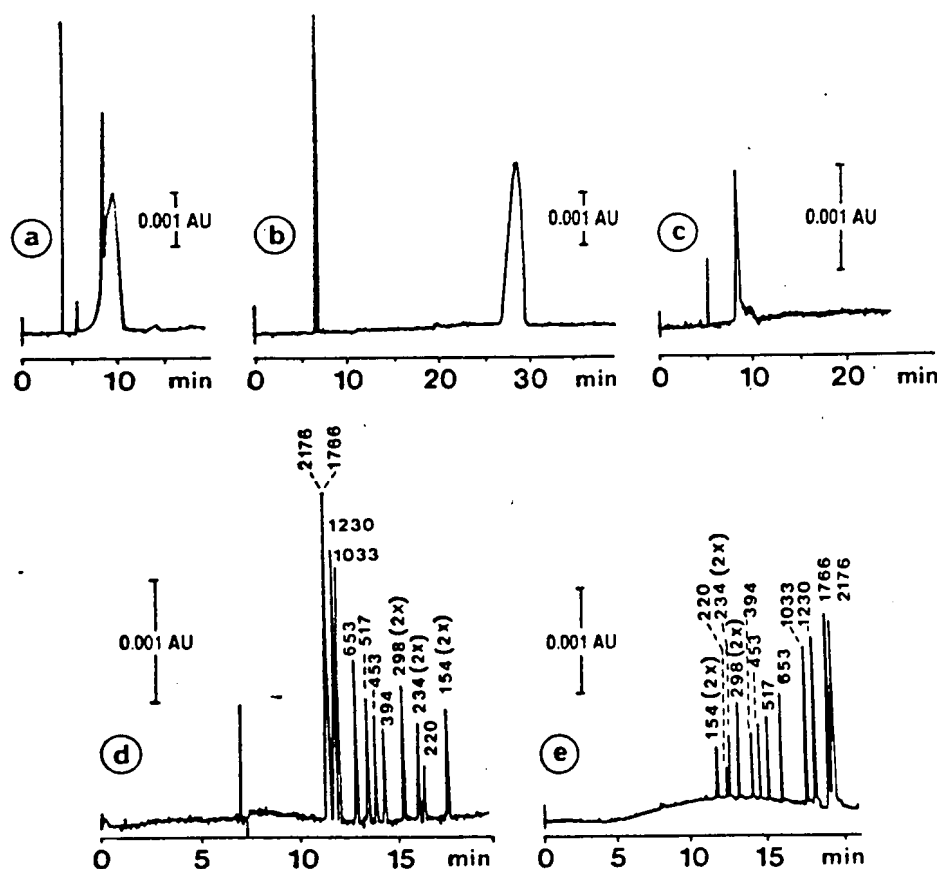 a
0.001 AU
0 10 min
b
0.001 AU
0 10 20 30 min
c
0.001 AU
0 20 min
d
0.001 AU
2176 1766
1230
1033
653
517
453
394
298 (2x)
234 (2x)
220
154 (2x)
0 5 10 15 min
e
0.001 AU
154 (2x)
220
234 (2x)
298 (2x)
394
453
517
653
1033
1230
1766
2176
0 5 10 15 min